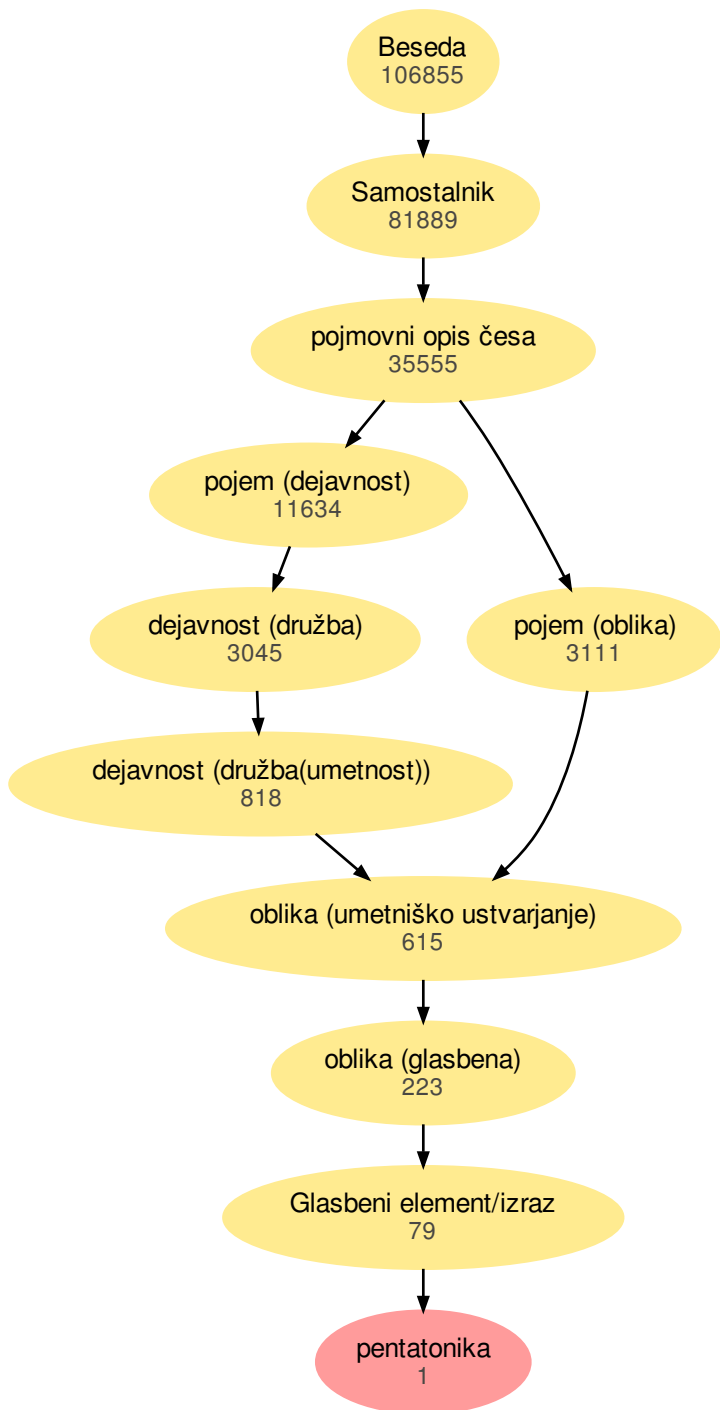 Beseda
106855
Samostalnik
81889
pojmovni opis česa
35555
pojem (dejavnost)
11634
dejavnost (družba)
3045
pojem (oblika)
3111
dejavnost (družba(umetnost))
818
oblika (umetniško ustvarjanje)
615
oblika (glasbena)
223
Glasbeni element/izraz
79
pentatonika
1